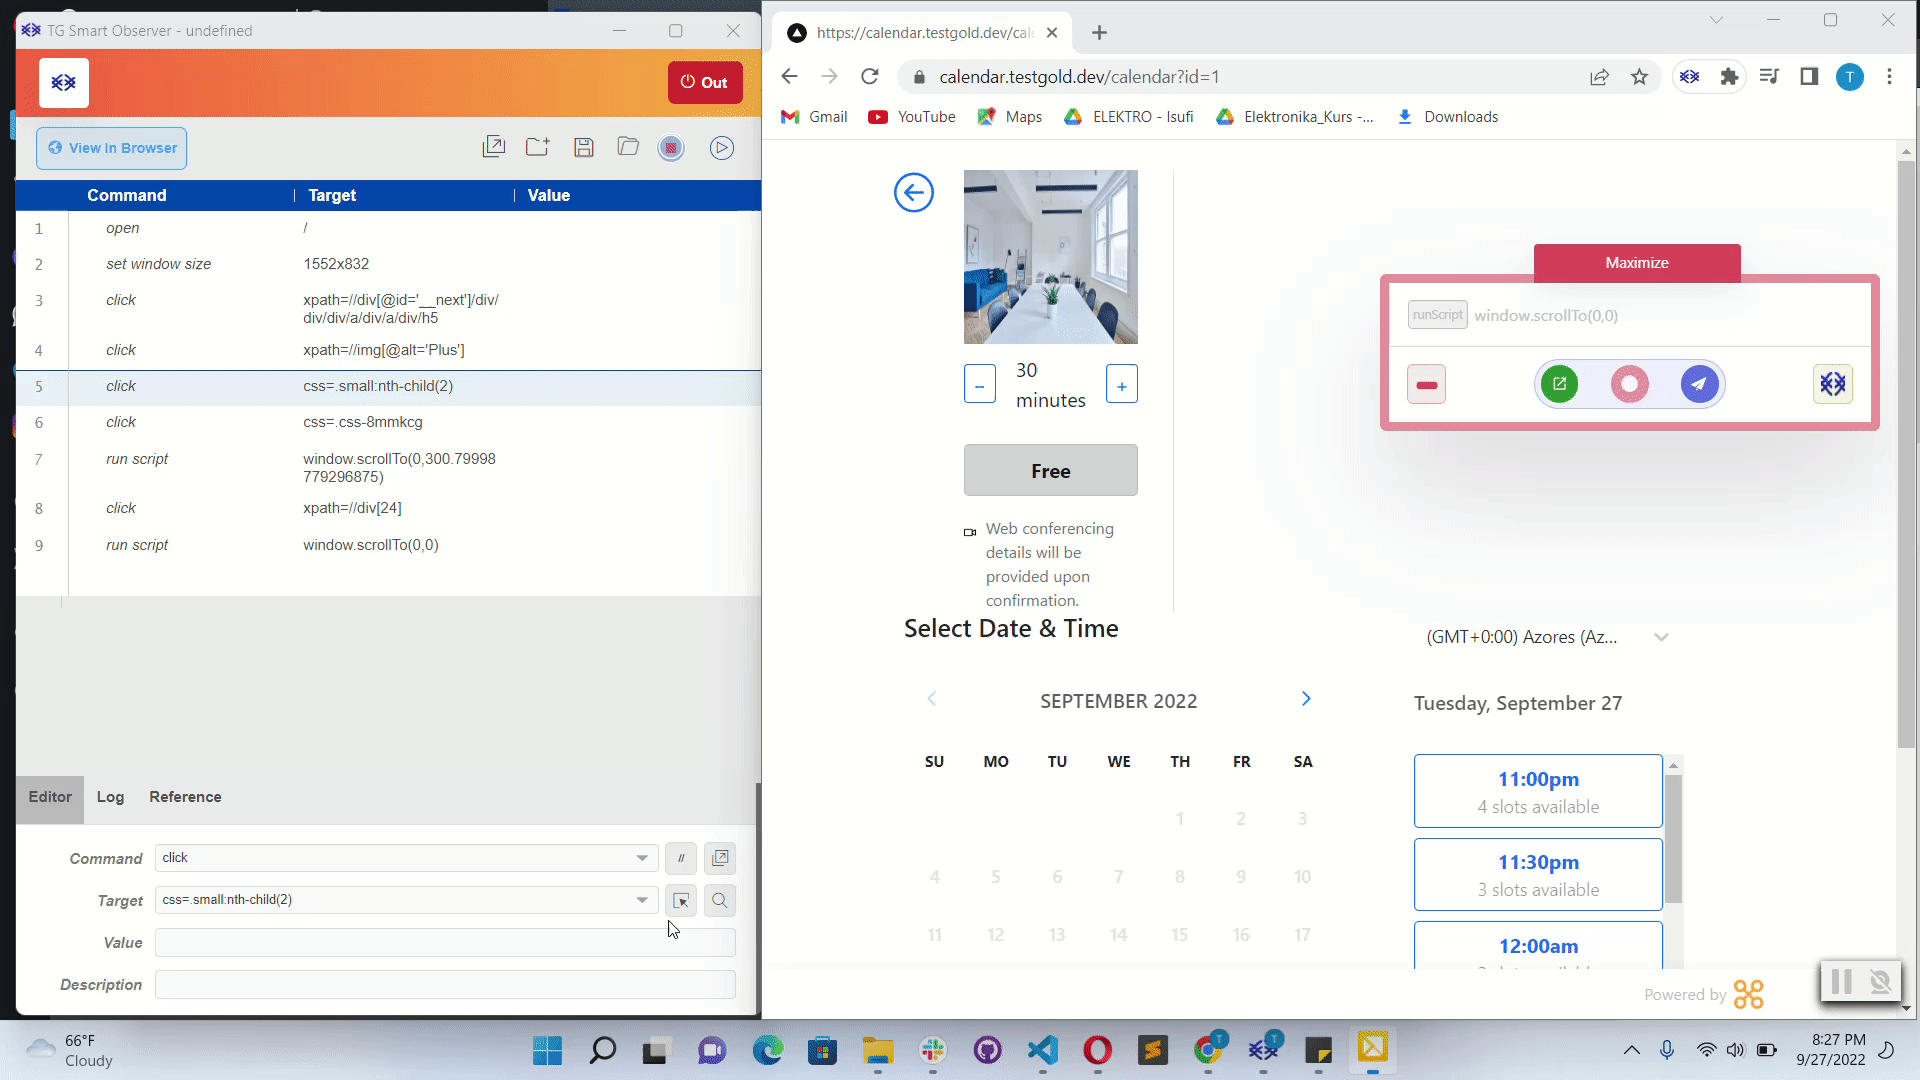 TG Smart Observer - undefined
Out
View In Browser
Command Target Value
1 open /
2 set window size 1552x832
3 click xpath=//div[@id='__next']/div/
div/div/a/div/a/div/h5
4 click xpath=//img[@alt='Plus']
5 click css=.small:nth-child(2)
6 click css=.css-8mmkcg
7 run script window.scrollTo(0,300.79998
779296875)
8 click xpath=//div[24]
9 run script window.scrollTo(0,0)
Editor Log Reference
Command click //
Target css=.small:nth-child(2)
Value
Description
https://calendar.testgold.dev/cal
calendar.testgold.dev/calendar?id=1
T
Gmail YouTube Maps ELEKTRO - Isufi Elektronika_Kurs -... Downloads
30
minutes
Free
Web conferencing
details will be
provided upon
confirmation.
Maximize
runScript window.scrollTo(0,0)
Select Date & Time
(GMT+0:00) Azores (Az...
SEPTEMBER 2022
Tuesday, September 27
SU MO TU WE TH FR SA
1 2 3
4 5 6 7 8 9 10
11 12 13 14 15 16 17
11:00pm
4 slots available
11:30pm
3 slots available
12:00am
Powered by
66°F
Cloudy
T
T
8:27 PM
9/27/2022